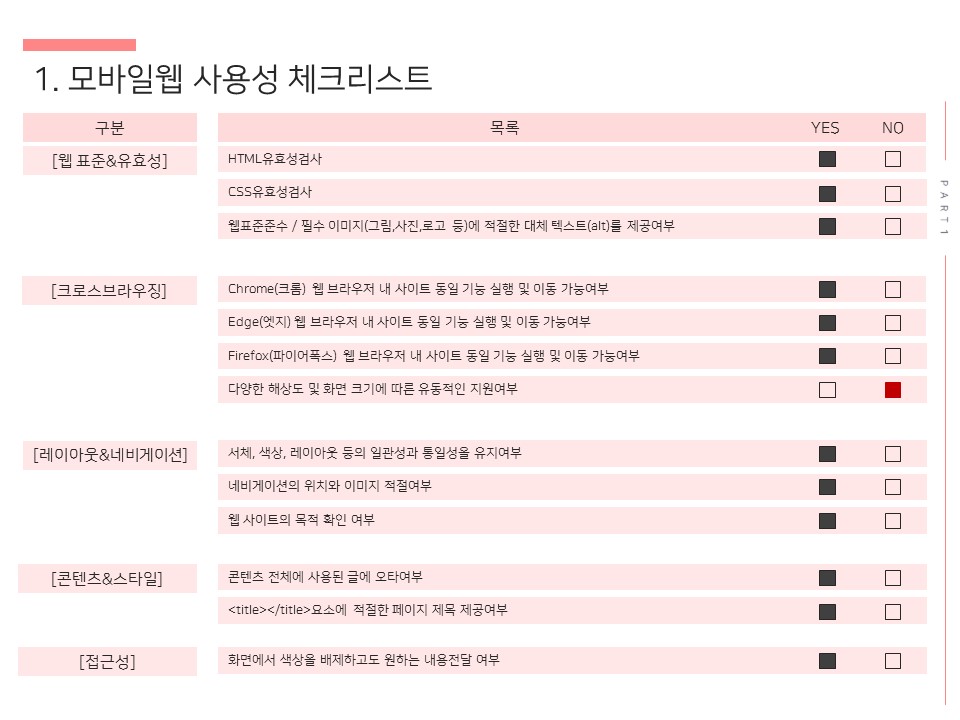 1. 모바일웹 사용성 체크리스트
구분 목록 YES NO
[웹 표준&유효성] HTML유효성검사
CSS유효성검사
웹표준준수 / 필수 이미지(그림,사진,로고 등)에 적절한 대체 텍스트(alt)를 제공여부
[크로스브라우징] Chrome(크롬) 웹 브라우저 내 사이트 동일 기능 실행 및 이동 가능여부
Edge(엣지) 웹 브라우저 내 사이트 동일 기능 실행 및 이동 가능여부
Firefox(파이어폭스) 웹 브라우저 내 사이트 동일 기능 실행 및 이동 가능여부
다양한 해상도 및 화면 크기에 따른 유동적인 지원여부
[레이아웃&네비게이션] 서체, 색상, 레이아웃 등의 일관성과 통일성을 유지여부
네비게이션의 위치와 이미지 적절여부
웹 사이트의 목적 확인 여부
[콘텐츠&스타일] 콘텐츠 전체에 사용된 글에 오타여부
<title></title>요소에 적절한 페이지 제목 제공여부
[접근성] 화면에서 색상을 배제하고도 원하는 내용전달 여부
PART 1